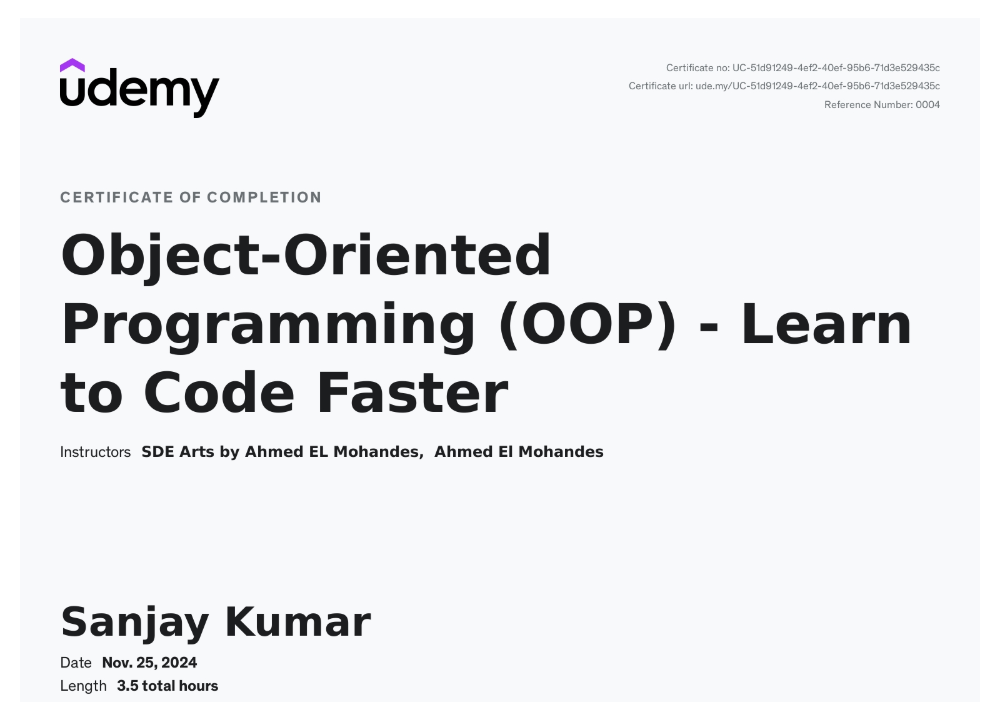 udemy
Certificate no: UC-51d91249-4ef2-40ef-95b6-71d3e529435c
Certificate url: ude.my/UC-51d91249-4ef2-40ef-95b6-71d3e529435c
Reference Number: 0004
CERTIFICATE OF COMPLETION
Object-Oriented
Programming (OOP) - Learn
to Code Faster
Instructors SDE Arts by Ahmed EL Mohandes, Ahmed El Mohandes
Sanjay Kumar
Date Nov. 25, 2024
Length 3.5 total hours